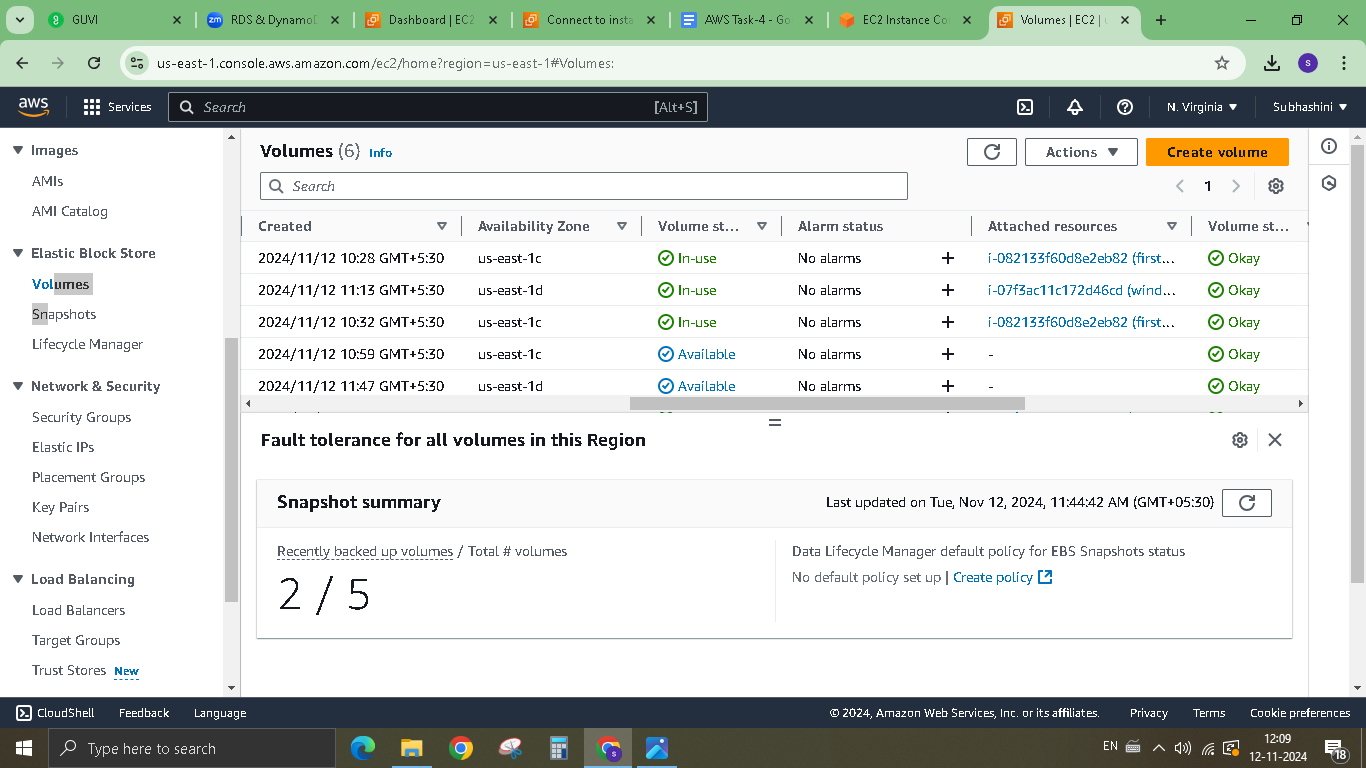 GUVI
zm RDS & Dynamo
Dashboard | EC2
Connect to insta
AWS Task-4 - Go
EC2 Instance Co
Volumes | EC2 | u
us-east-1.console.aws.amazon.com/ec2/home?region=us-east-1#Volumes:
S
aws Services Search [Alt+S] N. Virginia Subhashini
Images
AMIs
AMI Catalog
Elastic Block Store
Volumes
Snapshots
Lifecycle Manager
Network & Security
Security Groups
Elastic IPs
Placement Groups
Key Pairs
Network Interfaces
Load Balancing
Load Balancers
Target Groups
Trust Stores New
Volumes (6) Info
Actions Create volume
Search
1
Created Availability Zone Volume st... Alarm status Attached resources Volume st...
2024/11/12 10:28 GMT+5:30 us-east-1c In-use No alarms + i-082133f60d8e2eb82 (first... Okay
2024/11/12 11:13 GMT+5:30 us-east-1d In-use No alarms + i-07f3ac11c172d46cd (wind... Okay
2024/11/12 10:32 GMT+5:30 us-east-1c In-use No alarms + i-082133f60d8e2eb82 (first... Okay
2024/11/12 10:59 GMT+5:30 us-east-1c Available No alarms + - Okay
2024/11/12 11:47 GMT+5:30 us-east-1d Available No alarms + - Okay
Fault tolerance for all volumes in this Region
Snapshot summary
Last updated on Tue, Nov 12, 2024, 11:44:42 AM (GMT+05:30)
Recently backed up volumes / Total # volumes
2 / 5
Data Lifecycle Manager default policy for EBS Snapshots status
No default policy set up | Create policy
CloudShell Feedback Language © 2024, Amazon Web Services, Inc. or its affiliates. Privacy Terms Cookie preferences
Type here to search
EN
12:09
12-11-2024
18